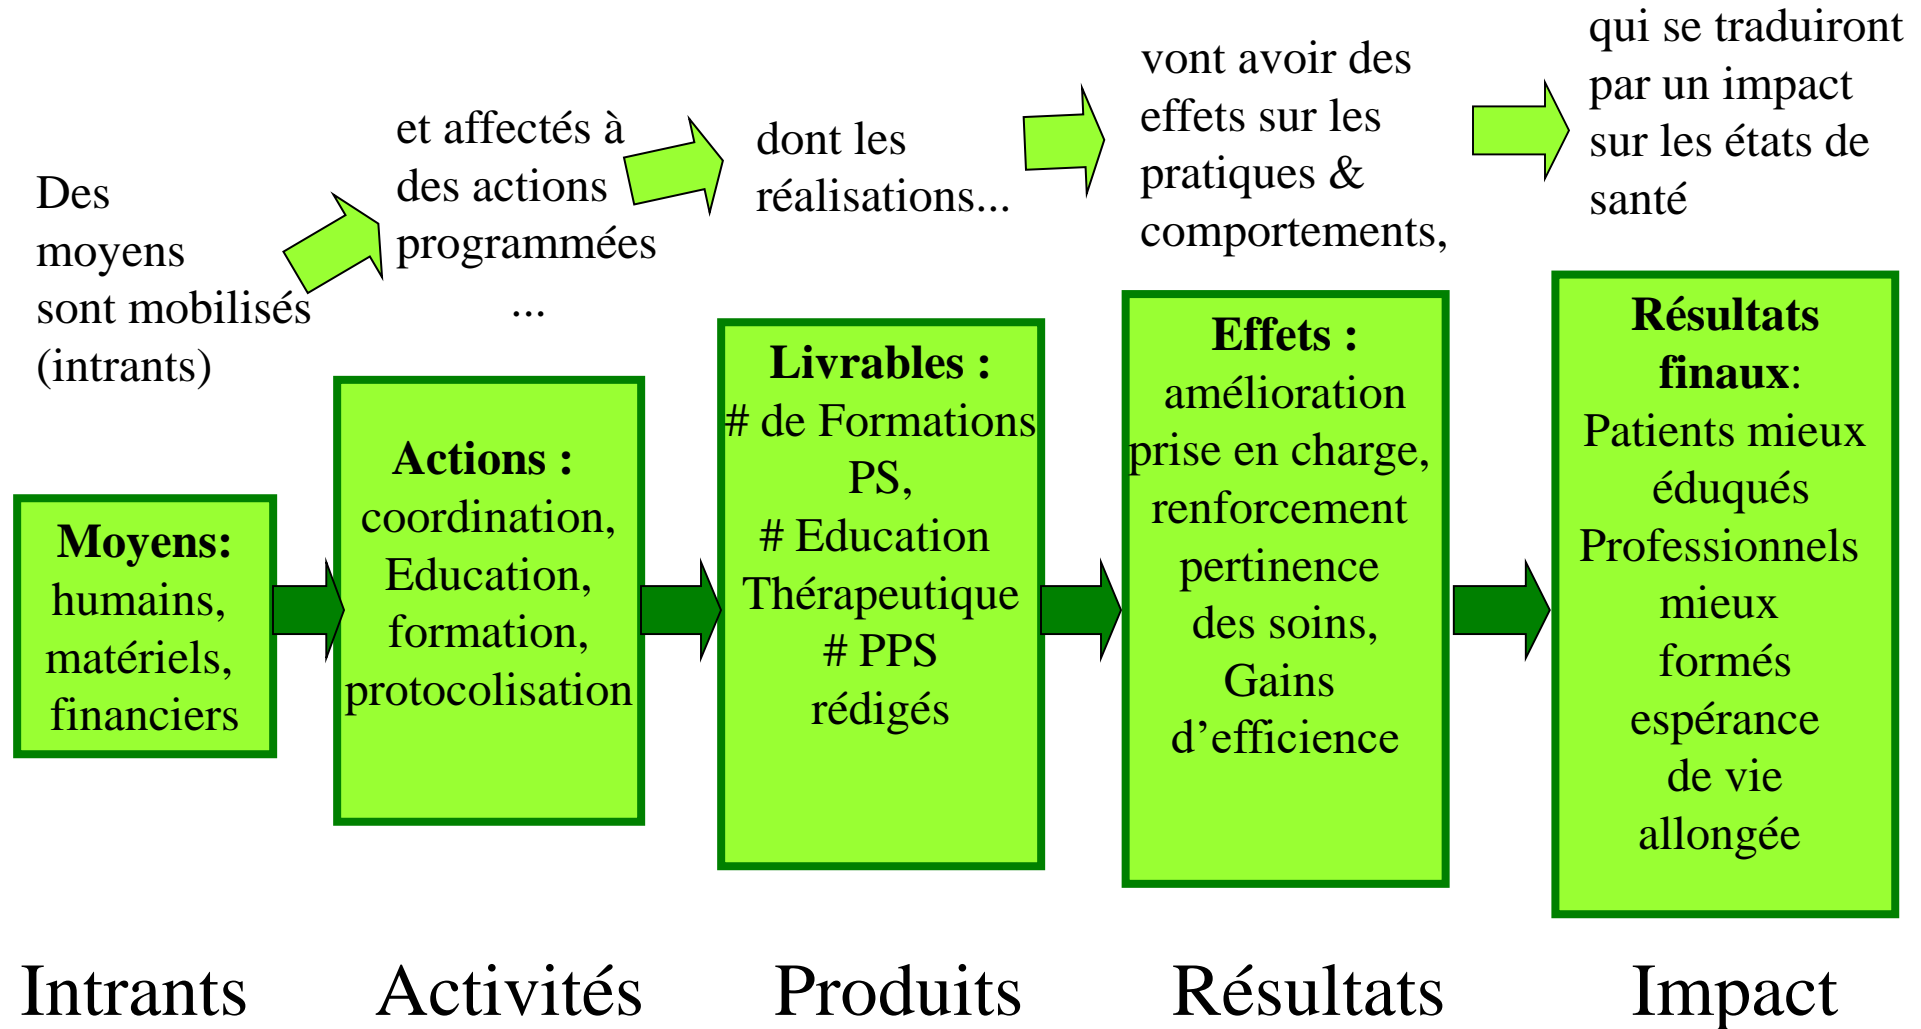 Des
moyens
sont mobilisés
(intrants)
et affectés à
des actions
programmées
...
dont les
réalisations...
vont avoir des
effets sur les
pratiques &
comportements,
qui se traduiront
par un impact
sur les états de
santé
Moyens:
humains,
matériels,
financiers
Actions :
coordination,
Education,
formation,
protocolisation
Livrables :
# de Formations
PS,
# Education
Thérapeutique
# PPS
rédigés
Effets :
amélioration
prise en charge,
renforcement
pertinence
des soins,
Gains
d’efficience
Résultats
finaux:
Patients mieux
éduqués
Professionnels
mieux
formés
espérance
de vie
allongée
Intrants
Activités
Produits
Résultats
Impact